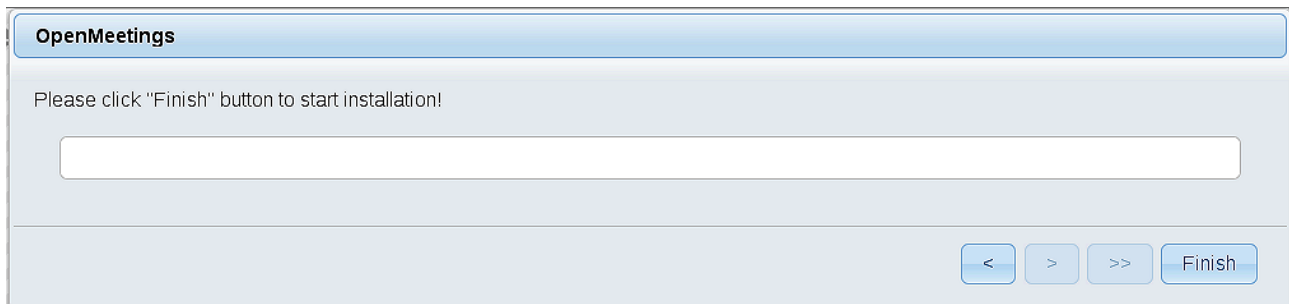 OpenMeetings
Please click "Finish" button to start installation!
< > >> Finish